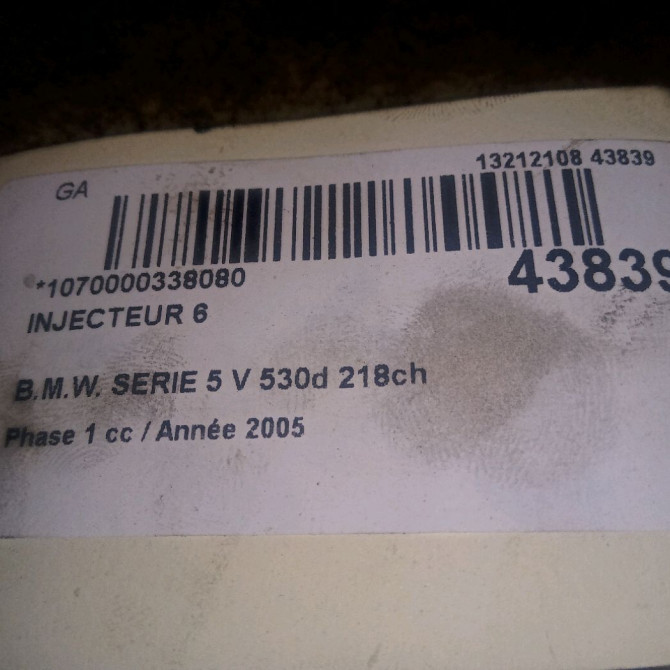 13212108 43839
GA
*1070000338080
43839
INJECTEUR 6
B.M.W. SERIE 5 V 530d 218ch
Phase 1 cc / Année 2005